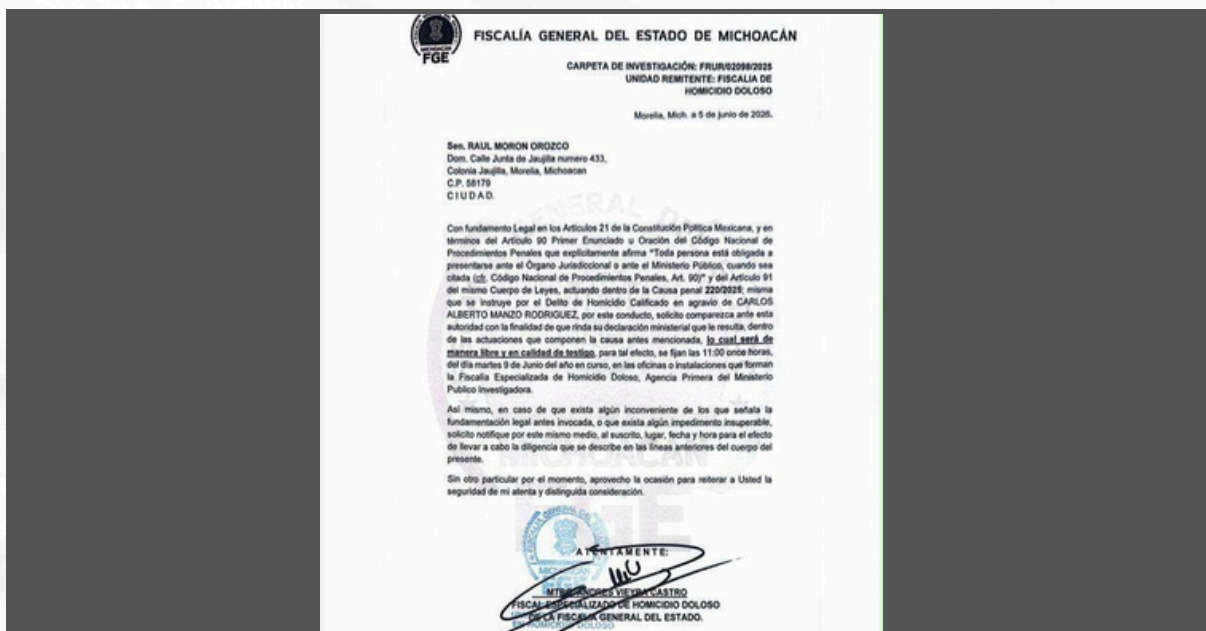 FISCALÍA GENERAL DEL ESTADO DE MICHOACÁN
MICHOACÁN
FGE
CARPETA DE INVESTIGACIÓN: FRUR/02098/2025
UNIDAD REMITENTE: FISCALIA DE
HOMICIDIO DOLOSO
Morelia, Mich. a 5 de junio de 2026.
Sen. RAUL MORON OROZCO
Dom. Calle Junta de Jaujilla numero 433,
Colonia Jaujilla, Morelia, Michoacan
C.P. 58179
C I U D A D.
Con fundamento Legal en los Artículos 21 de la Constitución Política Mexicana, y en
términos del Artículo 90 Primer Enunciado u Oración del Código Nacional de
Procedimientos Penales que explícitamente afirma "Toda persona está obligada a
presentarse ante el Órgano Jurisdiccional o ante el Ministerio Público, cuando sea
citada (cfr. Código Nacional de Procedimientos Penales, Art. 90)" y del Artículo 91
del mismo Cuerpo de Leyes, actuando dentro de la Causa penal 220/2025; misma
que se instruye por el Delito de Homicidio Calificado en agravio de CARLOS
ALBERTO MANZO RODRIGUEZ, por este conducto, solicito comparezca ante esta
autoridad con la finalidad de que rinda su declaración ministerial que le resulta, dentro
de las actuaciones que componen la causa antes mencionada, lo cual será de
manera libre y en calidad de testigo, para tal efecto, se fijan las 11:00 once horas,
del día martes 9 de Junio del año en curso, en las oficinas o instalaciones que forman
la Fiscalía Especializada de Homicidio Doloso, Agencia Primera del Ministerio
Publico Investigadora.
Así mismo, en caso de que exista algún inconveniente de los que señala la
fundamentación legal antes invocada, o que exista algún impedimento insuperable,
solicito notifique por este mismo medio, al suscrito, lugar, fecha y hora para el efecto
de llevar a cabo la diligencia que se describe en las líneas anteriores del cuerpo del
presente.
Sin otro particular por el momento, aprovecho la ocasión para reiterar a Usted la
seguridad de mi atenta y distinguida consideración.
A T E N T A M E N T E:
MICHOACÁN
FGE
ANDRES VIEYRA CASTRO
FISCAL ESPECIALIZADO DE HOMICIDIO DOLOSO
DE LA FISCALÍA GENERAL DEL ESTADO.
EN HOMICIDIO DOLOSO